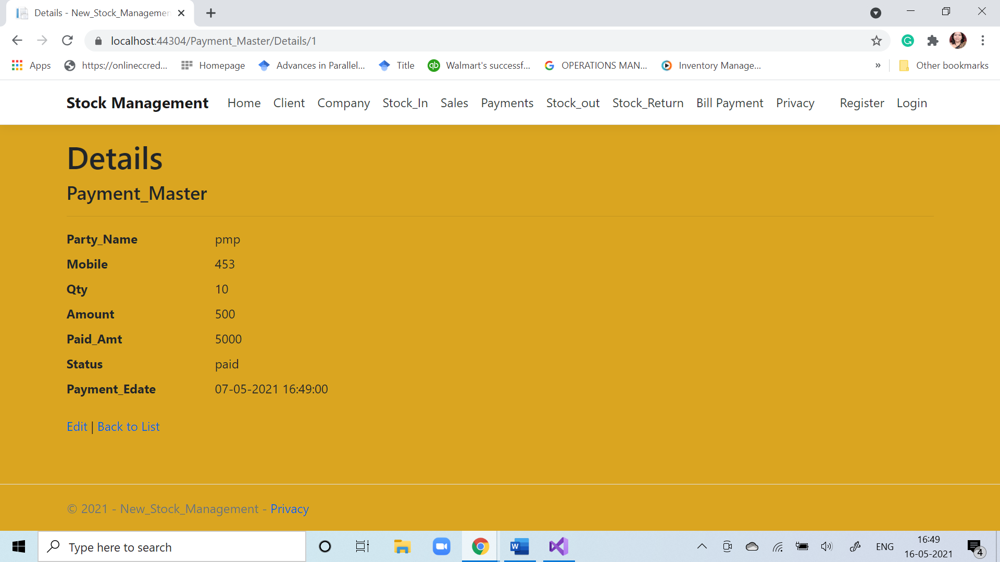 Details - New_Stock_Managemen
localhost:44304/Payment_Master/Details/1
Apps https://onlineccred... Homepage Advances in Parallel... Title Walmart's successf... OPERATIONS MAN... Inventory Manage... » Other bookmarks
Stock Management Home Client Company Stock_In Sales Payments Stock_out Stock_Return Bill Payment Privacy Register Login
Details
Payment_Master
Party_Name pmp
Mobile 453
Qty 10
Amount 500
Paid_Amt 5000
Status paid
Payment_Edate 07-05-2021 16:49:00
Edit | Back to List
© 2021 - New_Stock_Management - Privacy
Type here to search
ENG
16:49
16-05-2021
4